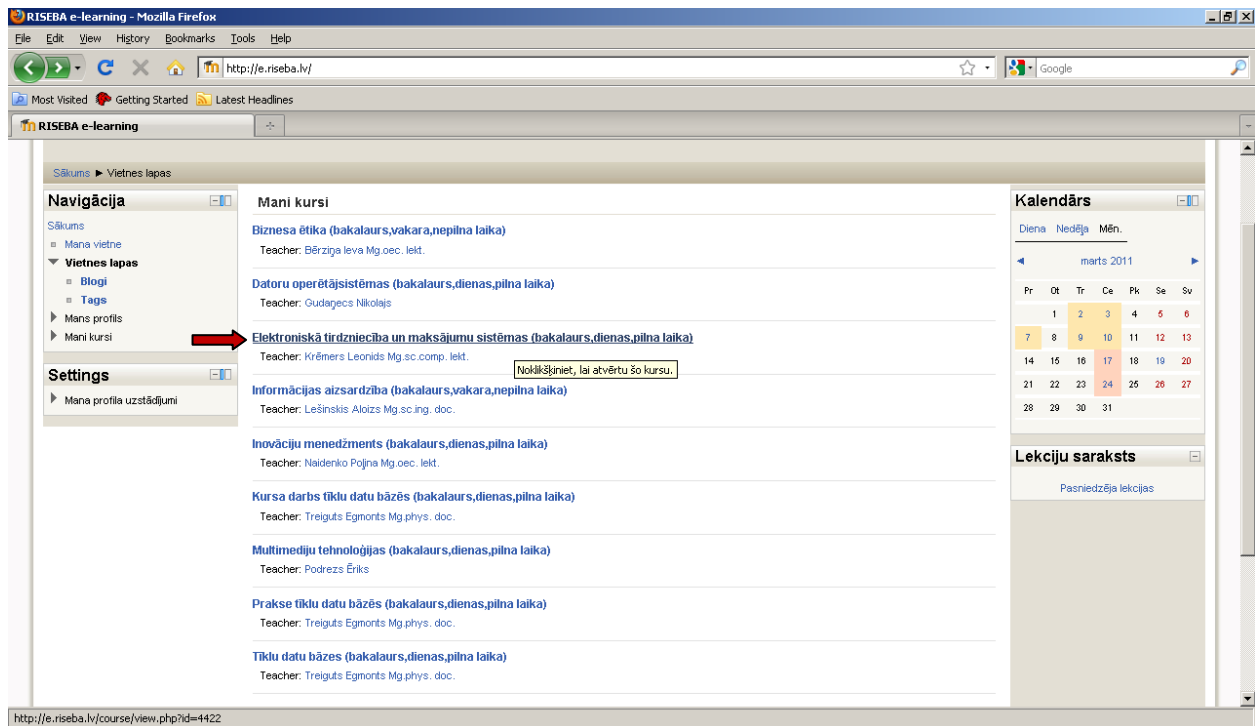 RISEBA e-learning - Mozilla Firefox
File Edit View History Bookmarks Tools Help
http://e.riseba.lv/
Google
Most Visited Getting Started Latest Headlines
RISEBA e-learning
Sākums ► Vietnes lapas
Navigācija
Sākums
Mana vietne
Vietnes lapas
Blogi
Tags
Mans profils
Mani kursi
Settings
Mana profila uzstādījumi
Mani kursi
Biznesa ētika (bakalaurs,vakara,nepilna laika)
Teacher: Bērziņa Ieva Mg.oec. lekt.
Datoru operētājsistēmas (bakalaurs,dienas,pilna laika)
Teacher: Gudaņecs Nikolajs
Elektroniskā tirdzniecība un maksājumu sistēmas (bakalaurs,dienas,pilna laika)
Teacher: Krēmers Leonids Mg.sc.comp. lekt.
Noklikšķiniet, lai atvērtu šo kursu.
Informācijas aizsardzība (bakalaurs,vakara,nepilna laika)
Teacher: Lešinskis Aloizs Mg.sc.ing. doc.
Inovāciju menedžments (bakalaurs,dienas,pilna laika)
Teacher: Naidenko Poļina Mg.oec. lekt.
Kursa darbs tīklu datu bāzēs (bakalaurs,dienas,pilna laika)
Teacher: Treiguts Egmonts Mg.phys. doc.
Multimediju tehnoloģijas (bakalaurs,dienas,pilna laika)
Teacher: Podrezs Ēriks
Prakse tīklu datu bāzēs (bakalaurs,dienas,pilna laika)
Teacher: Treiguts Egmonts Mg.phys. doc.
Tīklu datu bāzes (bakalaurs,dienas,pilna laika)
Teacher: Treiguts Egmonts Mg.phys. doc.
Kalendārs
Diena Nedēļa Mēn.
◄ marts 2011 ►
Pr Ot Tr Ce Pk Se Sv
1 2 3 4 5 6
7 8 9 10 11 12 13
14 15 16 17 18 19 20
21 22 23 24 25 26 27
28 29 30 31
Lekciju saraksts
Pasniedzēja lekcijas
http://e.riseba.lv/course/view.php?id=4422